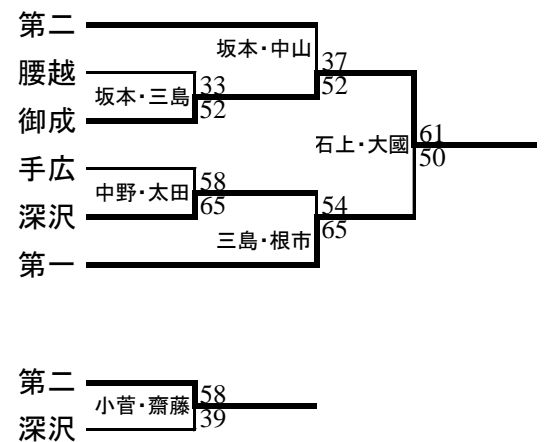 第二
坂本・中山
37
52
腰越
坂本・三島
33
52
御成
石上・大國
61
50
手広
中野・太田
58
65
深沢
54
65
三島・根市
第一
第二
小菅・齋藤
58
39
深沢